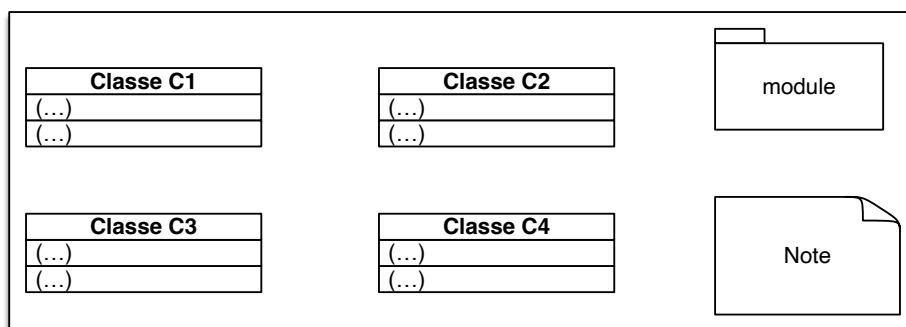 Classe C1
(…)
(…)
Classe C2
(…)
(…)
module
Classe C3
(…)
(…)
Classe C4
(…)
(…)
Note